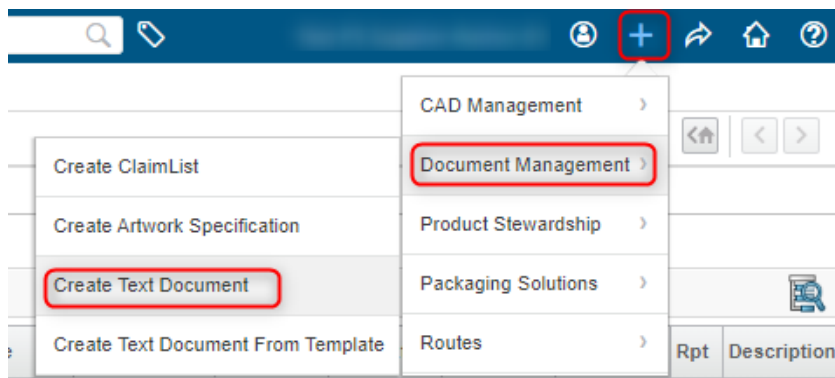 CAD Management
Document Management
Product Stewardship
Packaging Solutions
Routes
Create ClaimList
Create Artwork Specification
Create Text Document
Create Text Document From Template
Rpt Description